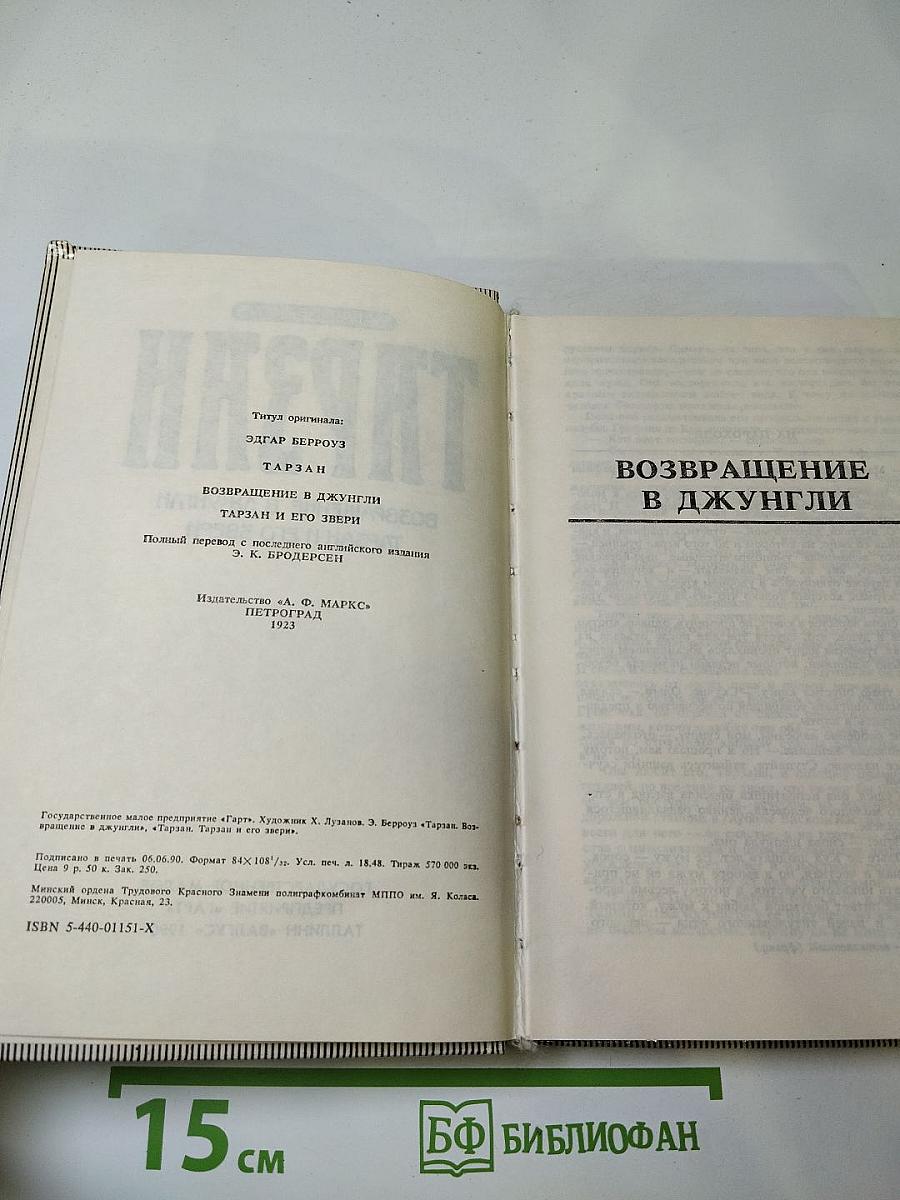 Титул оригинала:
ЭДГАР БЕРРОУЗ
ТАРЗАН
ВОЗВРАЩЕНИЕ В ДЖУНГЛИ
ТАРЗАН И ЕГО ЗВЕРИ
Полный перевод с последнего английского издания
Э. К. БРОДЕРСЕН
Издательство «А. Ф. МАРКС»
ПЕТРОГРАД
1923
Государственное малое предприятие «Гарт». Художник Х. Лузанов. Э. Берроуз «Тарзан. Воз-
вращение в джунгли», «Тарзан. Тарзан и его звери».
Подписано в печать 06.06.90. Формат 84×108¹/₃₂. Усл. печ. л. 18.48. Тираж 570 000 экз.
Цена 9 р. 50 к. Зак. 250.
Минский ордена Трудового Красного Знамени полиграфкомбинат МППО им. Я. Коласа.
220005, Минск, Красная, 23.
ISBN 5-440-01151-X
ВОЗВРАЩЕНИЕ
В ДЖУНГЛИ
15 см
БФ БИБЛИОФАН